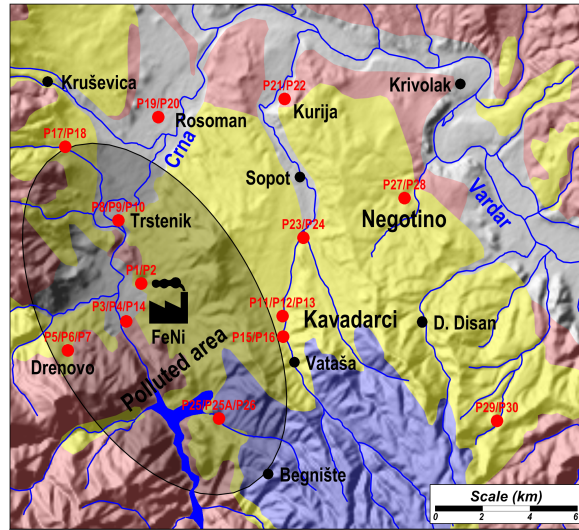 Kruševica
P21/P22
Krivolak
P19/P20
Rosoman
Kurija
P17/P18
Crna
Sopot
P27/P28
Vardar
P8/P9/P10
Trstenik
Negotino
P23/P24
P1/P2
P3/P4/P14
FeNi
P11/P12/P13
Kavadarci
D. Disan
P15/P16
P5/P6/P7
Drenovo
Polluted area
Vataša
P25/P25A/P26
P29/P30
Begnište
Scale (km)
0 2 4 6